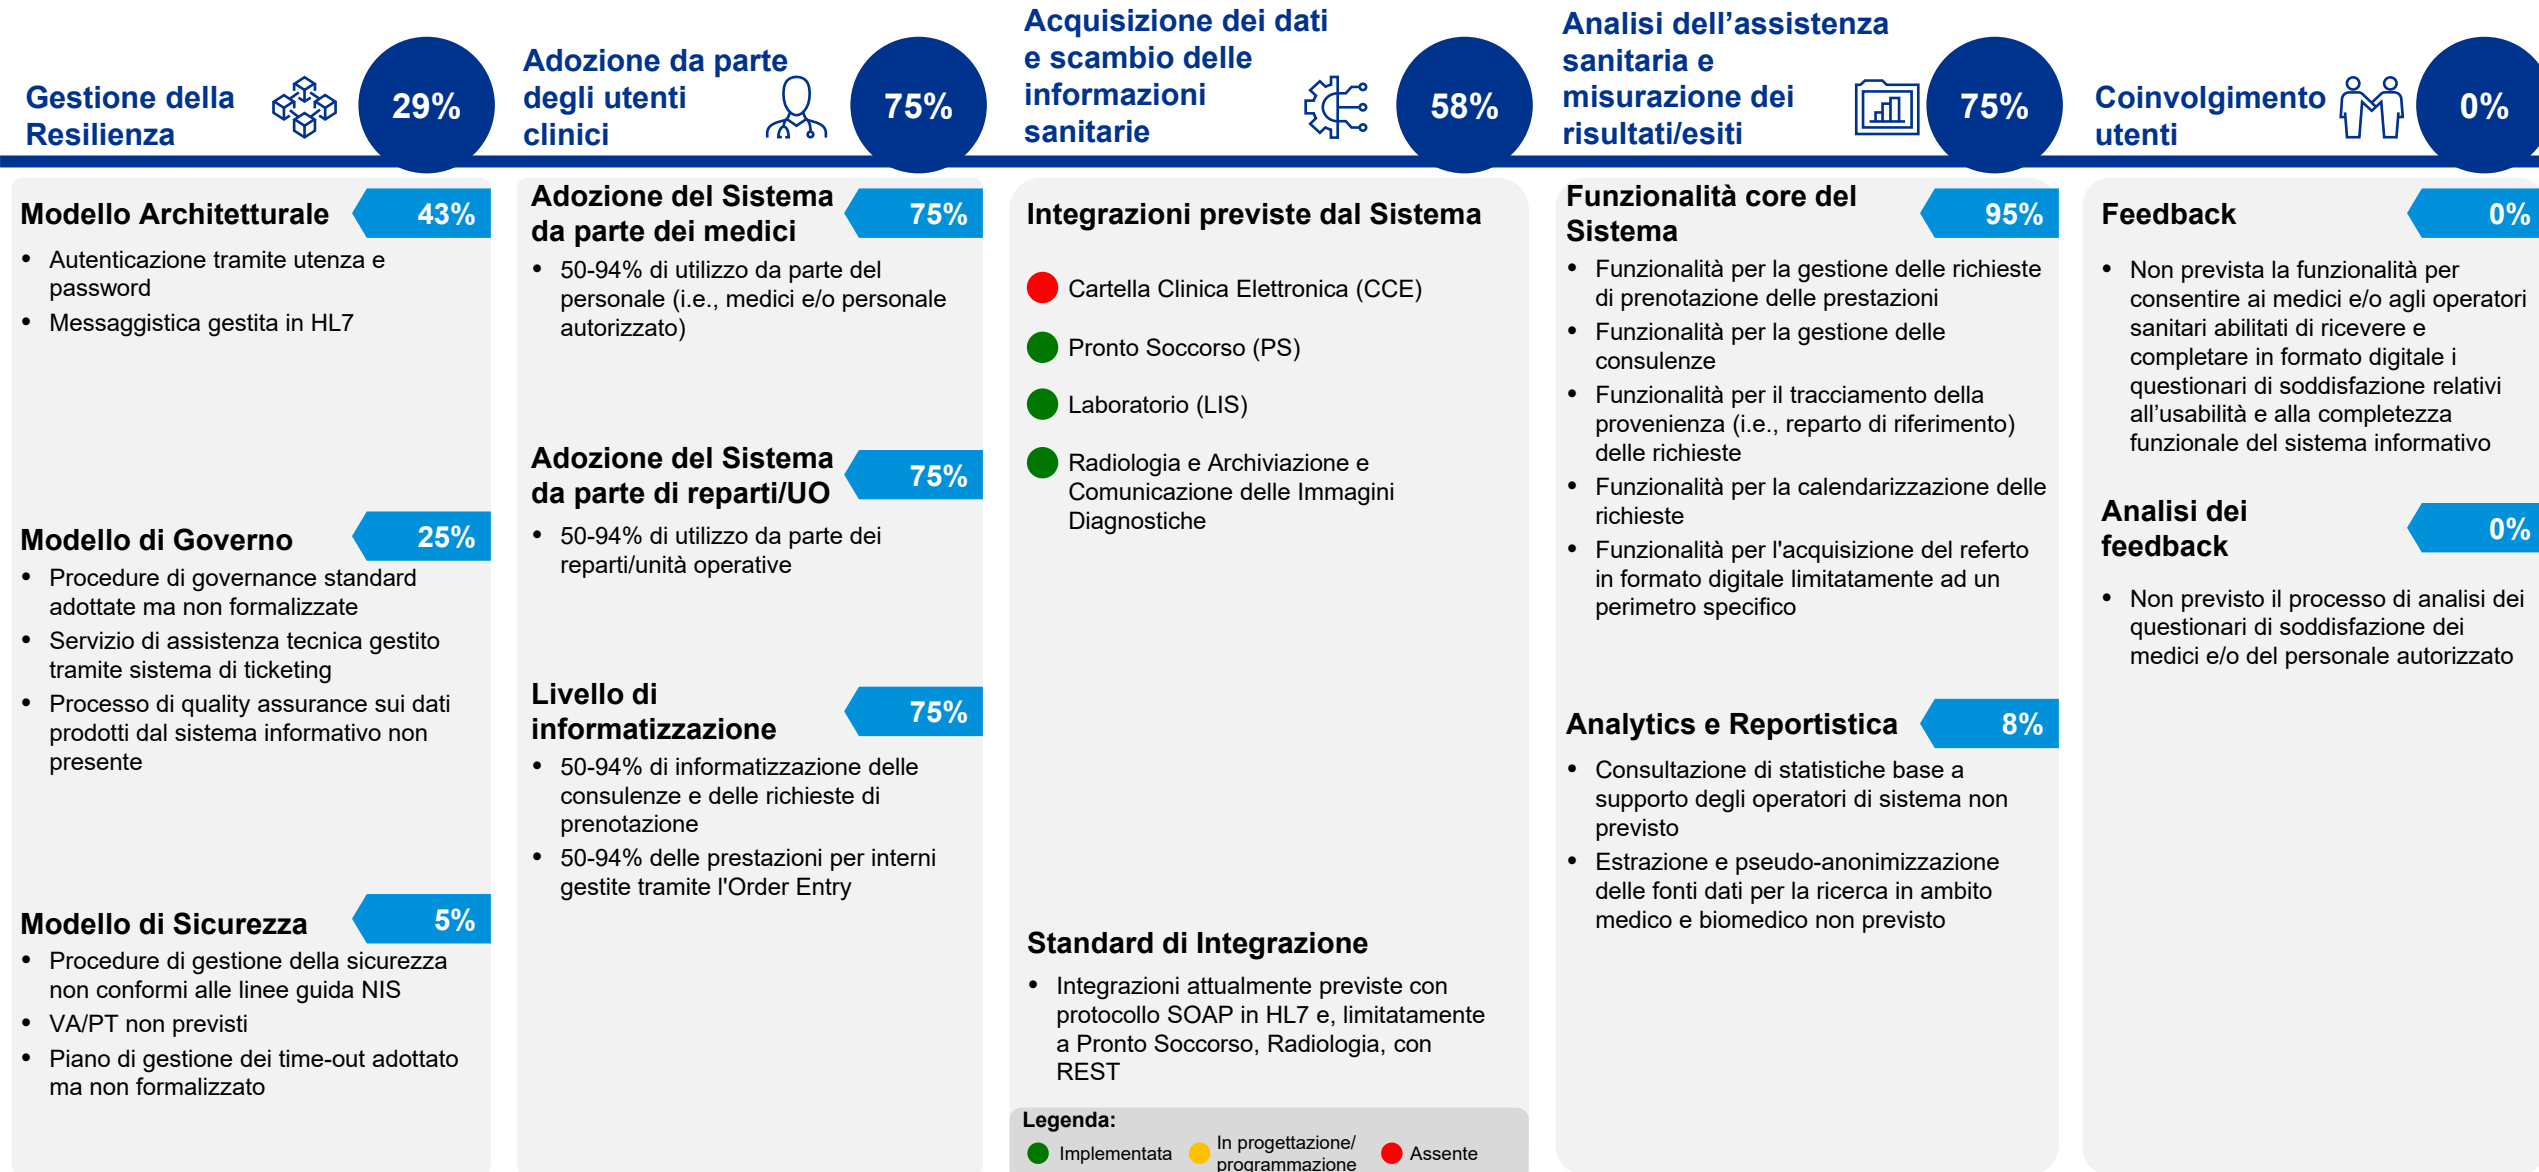 Gestione della
Resilienza
29%
Adozione da parte
degli utenti
clinici
75%
Acquisizione dei dati
e scambio delle
informazioni
sanitarie
58%
Analisi dell’assistenza
sanitaria e
misurazione dei
risultati/esiti
75%
Coinvolgimento
utenti
0%
Modello Architetturale
43%
• Autenticazione tramite utenza e
password
• Messaggistica gestita in HL7
Modello di Governo
25%
• Procedure di governance standard
adottate ma non formalizzate
• Servizio di assistenza tecnica gestito
tramite sistema di ticketing
• Processo di quality assurance sui dati
prodotti dal sistema informativo non
presente
Modello di Sicurezza
5%
• Procedure di gestione della sicurezza
non conformi alle linee guida NIS
• VA/PT non previsti
• Piano di gestione dei time-out adottato
ma non formalizzato
Adozione del Sistema
da parte dei medici
75%
• 50-94% di utilizzo da parte del
personale (i.e., medici e/o personale
autorizzato)
Adozione del Sistema
da parte di reparti/UO
75%
• 50-94% di utilizzo da parte dei
reparti/unità operative
Livello di
informatizzazione
75%
• 50-94% di informatizzazione delle
consulenze e delle richieste di
prenotazione
• 50-94% delle prestazioni per interni
gestite tramite l'Order Entry
Integrazioni previste dal Sistema
Cartella Clinica Elettronica (CCE)
Pronto Soccorso (PS)
Laboratorio (LIS)
Radiologia e Archiviazione e
Comunicazione delle Immagini
Diagnostiche
Standard di Integrazione
• Integrazioni attualmente previste con
protocollo SOAP in HL7 e, limitatamente
a Pronto Soccorso, Radiologia, con
REST
Legenda:
Implementata
In progettazione/
programmazione
Assente
Funzionalità core del
Sistema
95%
• Funzionalità per la gestione delle richieste
di prenotazione delle prestazioni
• Funzionalità per la gestione delle
consulenze
• Funzionalità per il tracciamento della
provenienza (i.e., reparto di riferimento)
delle richieste
• Funzionalità per la calendarizzazione delle
richieste
• Funzionalità per l'acquisizione del referto
in formato digitale limitatamente ad un
perimetro specifico
Analytics e Reportistica
8%
• Consultazione di statistiche base a
supporto degli operatori di sistema non
previsto
• Estrazione e pseudo-anonimizzazione
delle fonti dati per la ricerca in ambito
medico e biomedico non previsto
Feedback
0%
• Non prevista la funzionalità per
consentire ai medici e/o agli operatori
sanitari abilitati di ricevere e
completare in formato digitale i
questionari di soddisfazione relativi
all’usabilità e alla completezza
funzionale del sistema informativo
Analisi dei
feedback
0%
• Non previsto il processo di analisi dei
questionari di soddisfazione dei
medici e/o del personale autorizzato